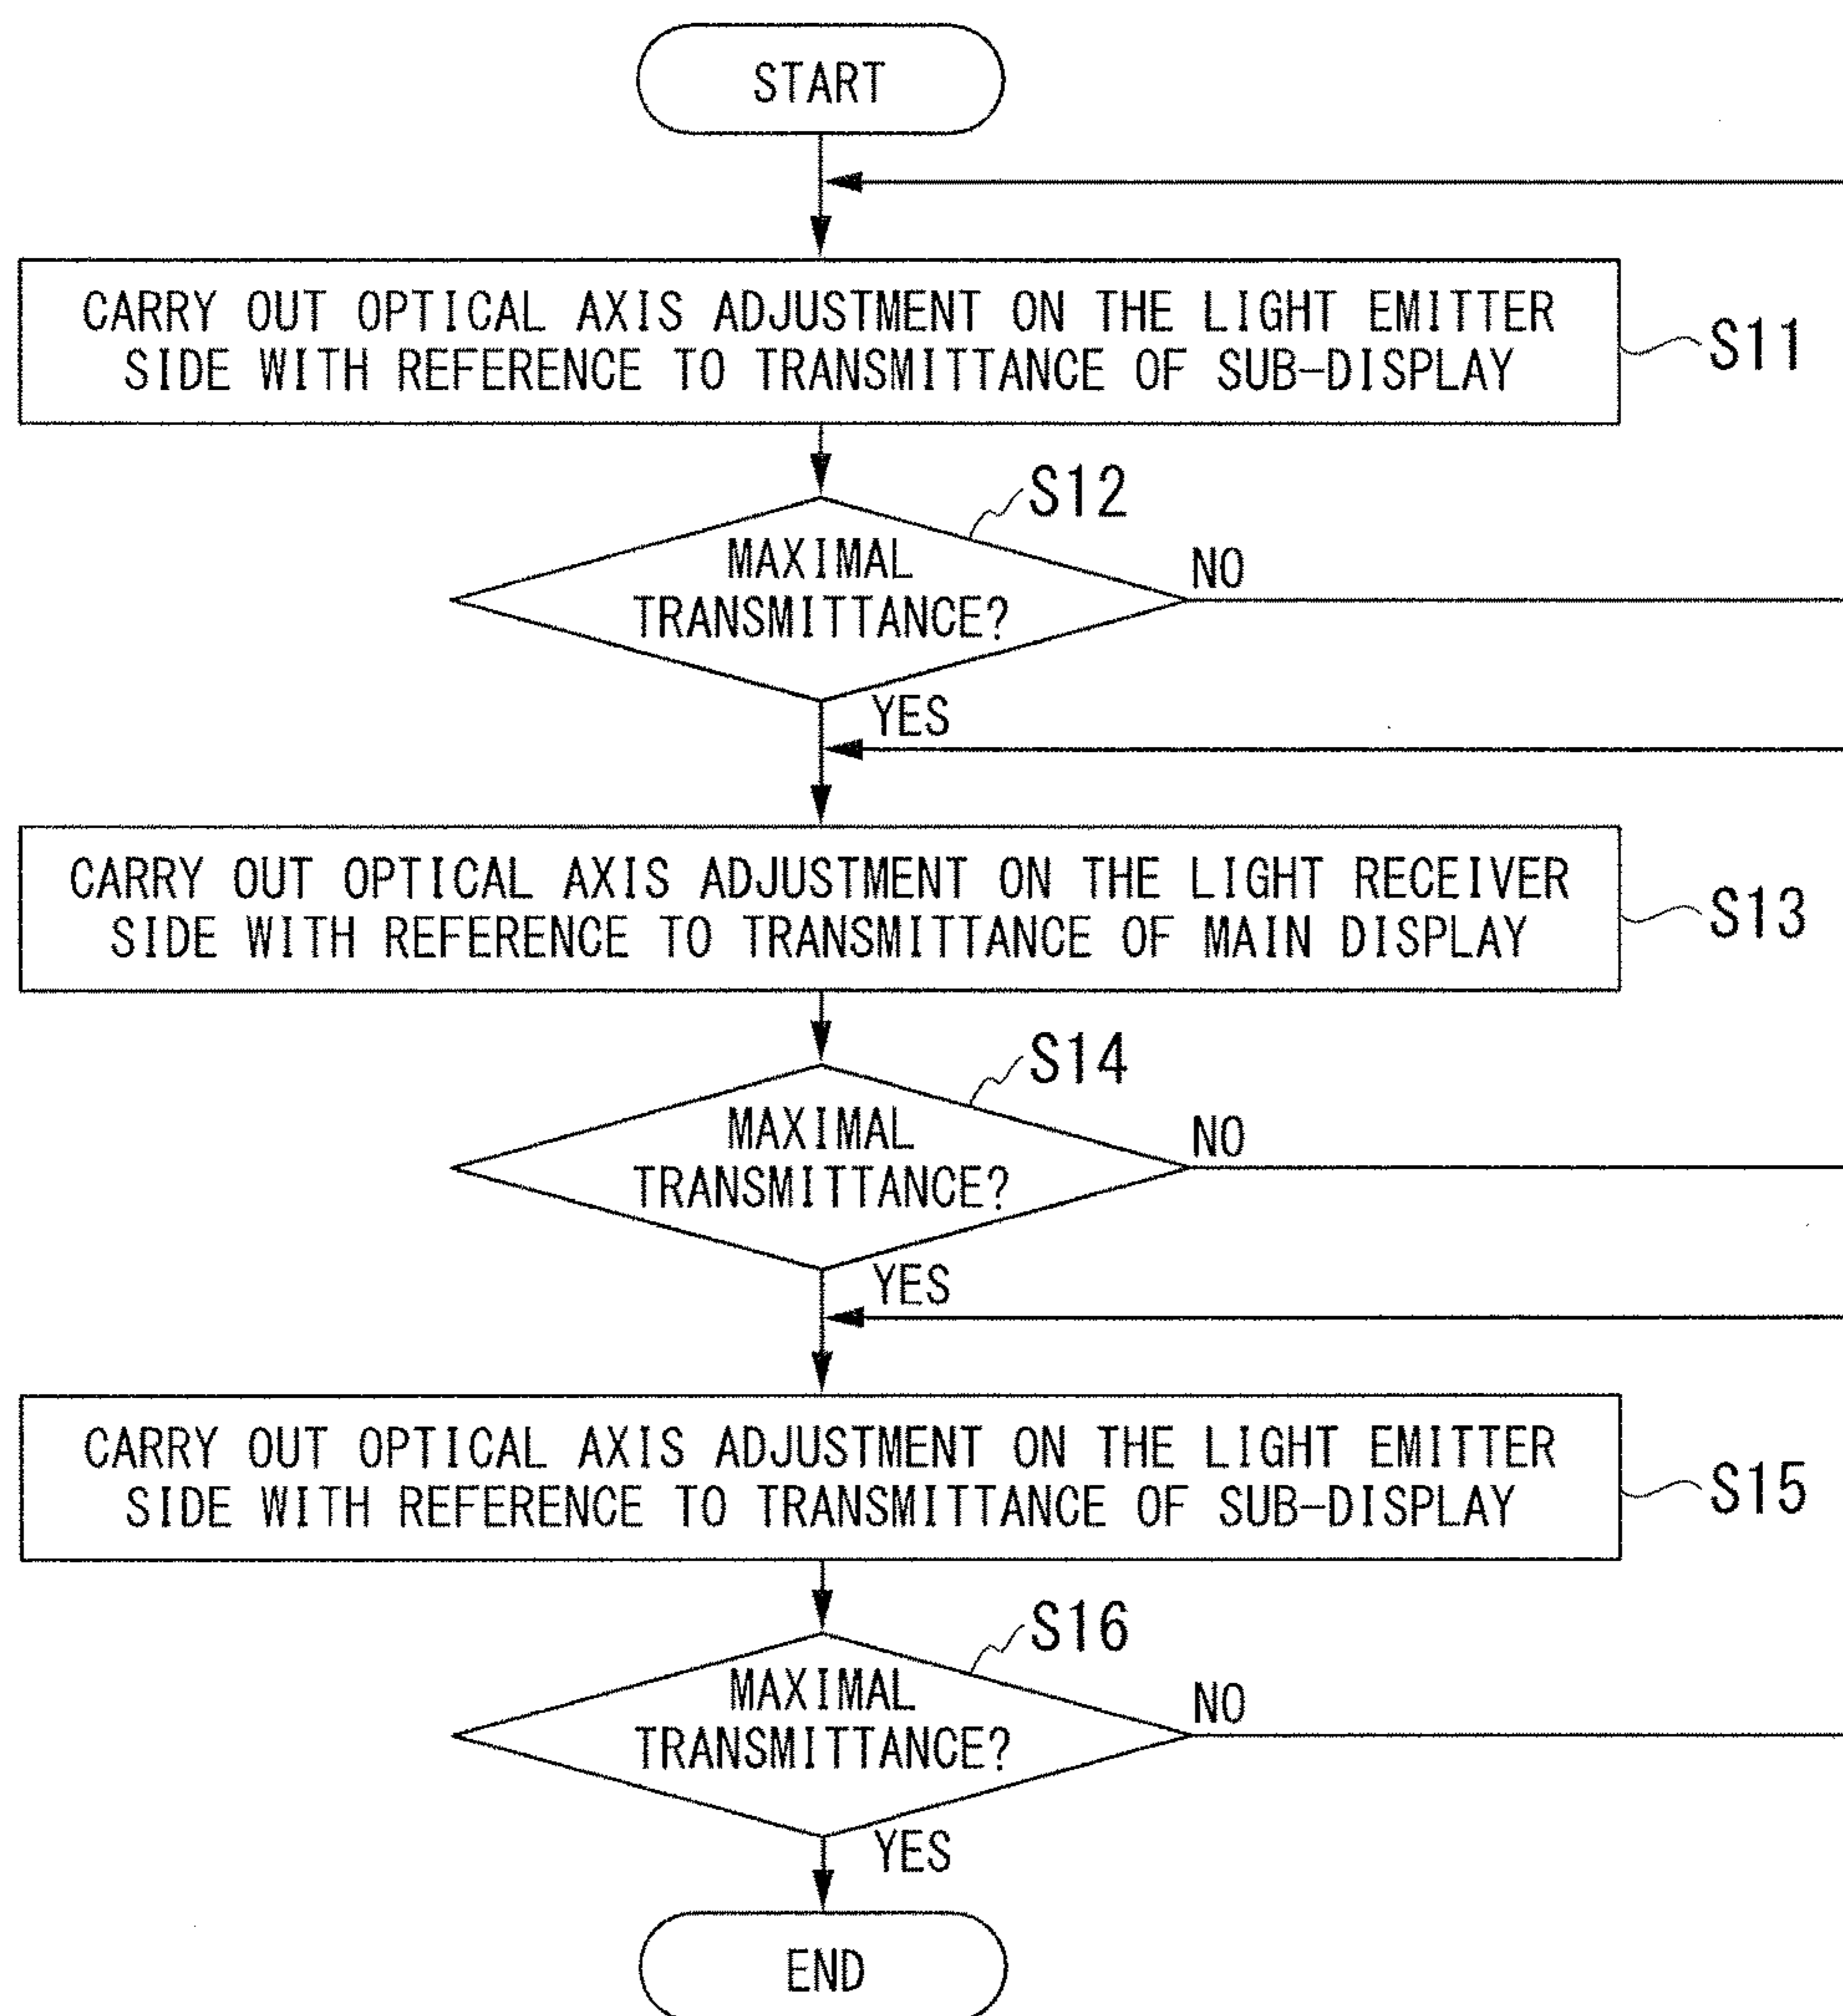 START
CARRY OUT OPTICAL AXIS ADJUSTMENT ON THE LIGHT EMITTER
SIDE WITH REFERENCE TO TRANSMITTANCE OF SUB-DISPLAY
S11
S12
MAXIMAL
TRANSMITTANCE?
NO
YES
CARRY OUT OPTICAL AXIS ADJUSTMENT ON THE LIGHT RECEIVER
SIDE WITH REFERENCE TO TRANSMITTANCE OF MAIN DISPLAY
S13
S14
MAXIMAL
TRANSMITTANCE?
NO
YES
CARRY OUT OPTICAL AXIS ADJUSTMENT ON THE LIGHT EMITTER
SIDE WITH REFERENCE TO TRANSMITTANCE OF SUB-DISPLAY
S15
S16
MAXIMAL
TRANSMITTANCE?
NO
YES
END